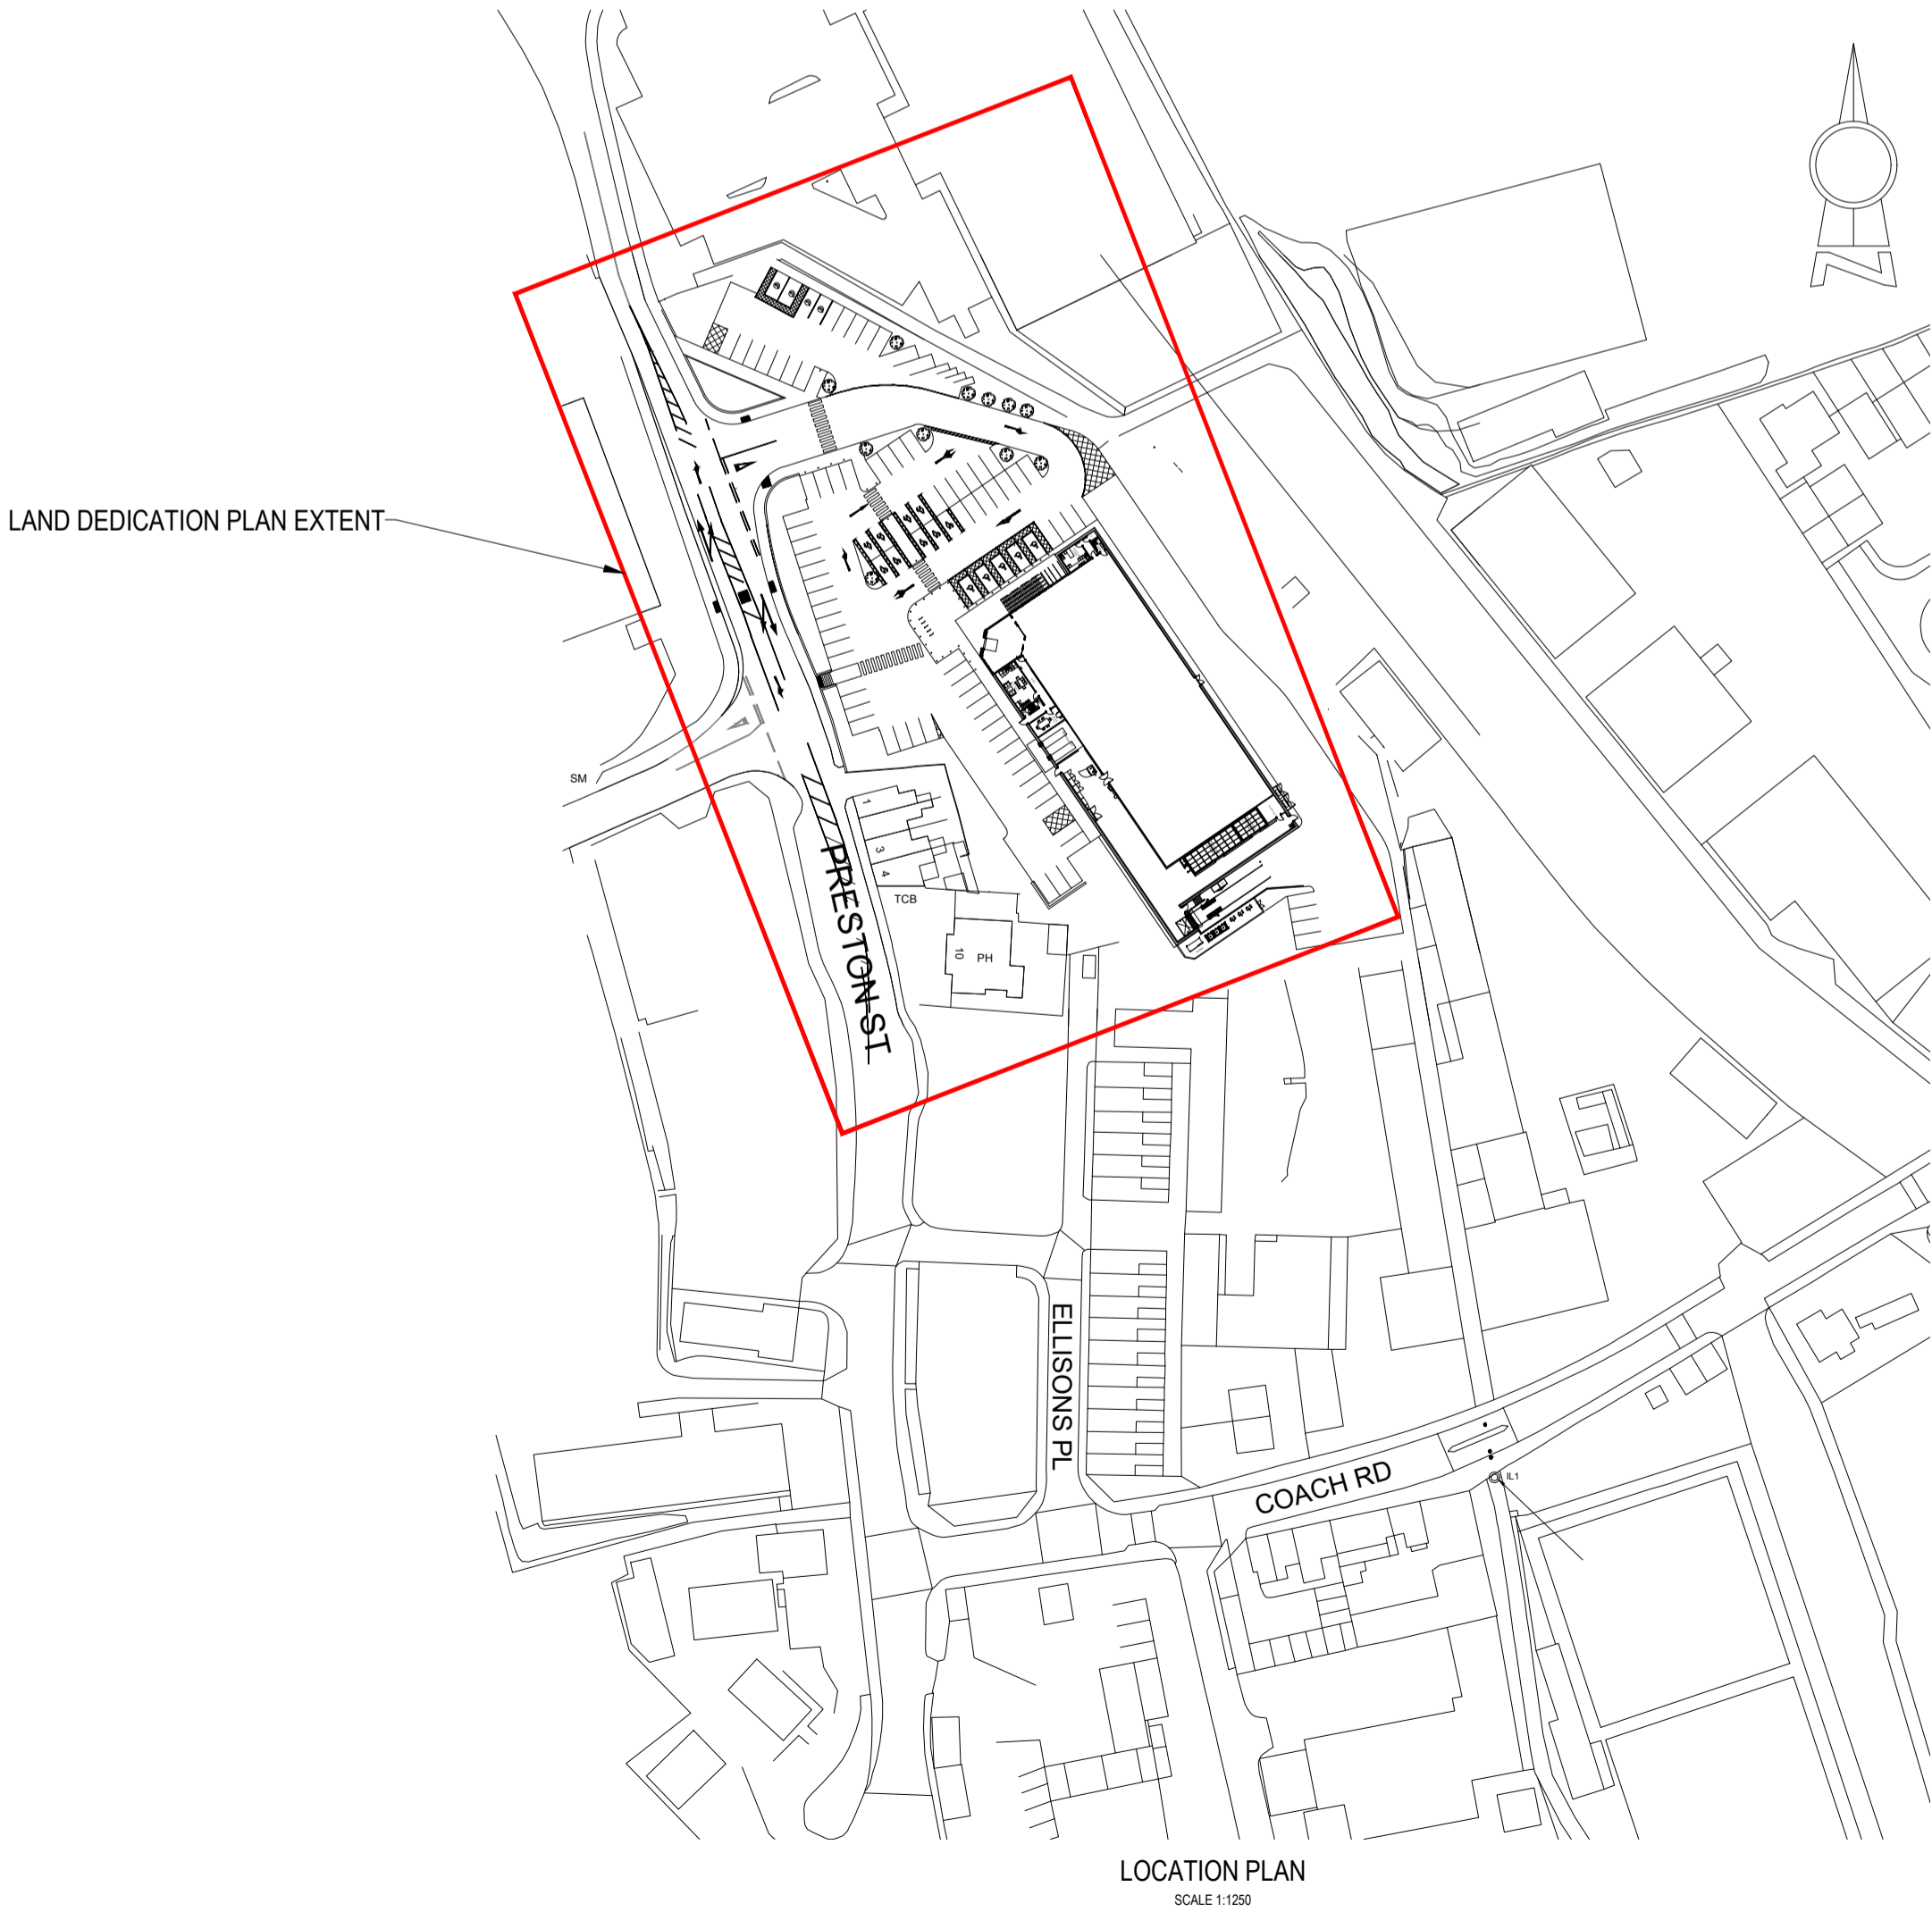 N
LAND DEDICATION PLAN EXTENT
SM
1
3
4
TCB
PRESTON ST
10
PH
ELLISONS PL
COACH RD
IL1
LOCATION PLAN
SCALE 1:1250